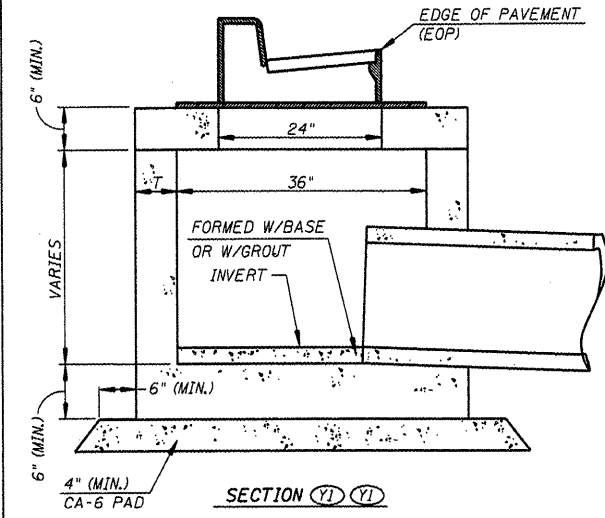 EDGE OF PAVEMENT
(EOP)
6" (MIN.)
24"
T
36"
VARIES
FORMED W/BASE
OR W/GROUT
INVERT
6" (MIN.)
6" (MIN.)
4" (MIN.)
CA-6 PAD
SECTION Y1 Y1